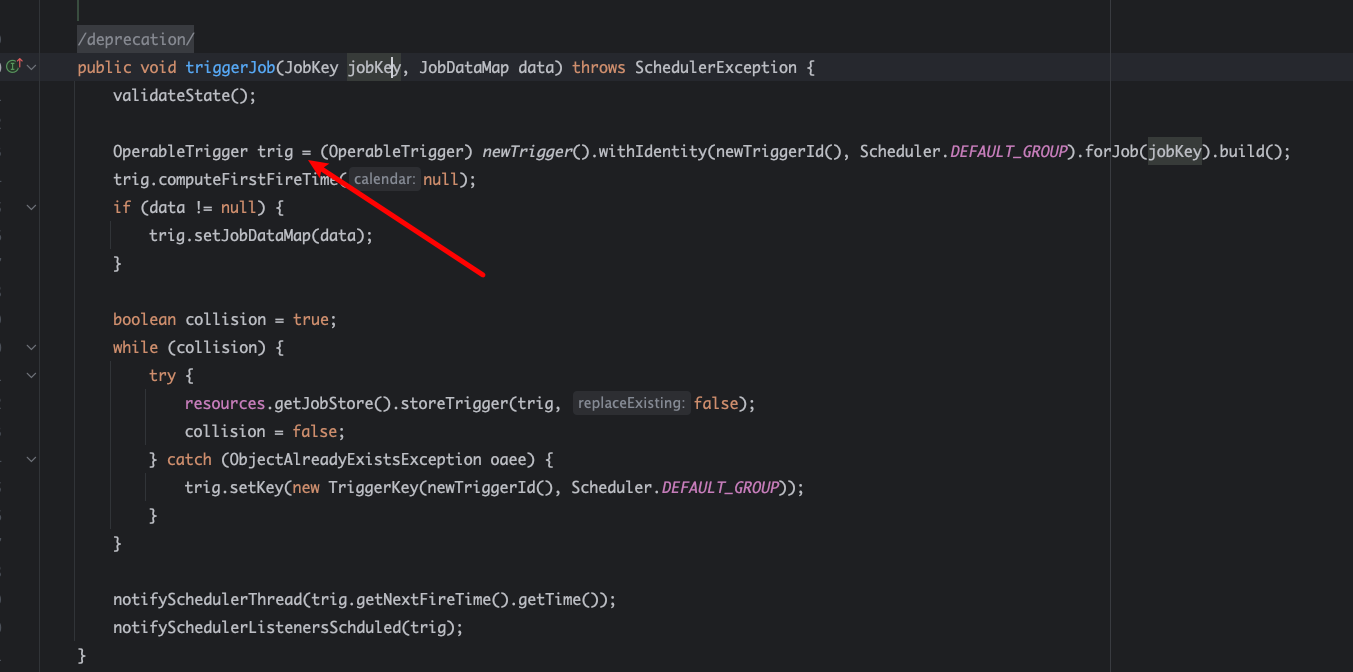 /deprecation/
public void triggerJob(JobKey jobKey, JobDataMap data) throws SchedulerException {
validateState();
OperableTrigger trig = (OperableTrigger) newTrigger().withIdentity(newTriggerId(), Scheduler.DEFAULT_GROUP).forJob(jobKey).build();
trig.computeFirstFireTime( calendar: null);
if (data != null) {
trig.setJobDataMap(data);
}
boolean collision = true;
while (collision) {
try {
resources.getJobStore().storeTrigger(trig, replaceExisting: false);
collision = false;
} catch (ObjectAlreadyExistsException oaee) {
trig.setKey(new TriggerKey(newTriggerId(), Scheduler.DEFAULT_GROUP));
}
}
notifySchedulerThread(trig.getNextFireTime().getTime());
notifySchedulerListenersSchduled(trig);
}